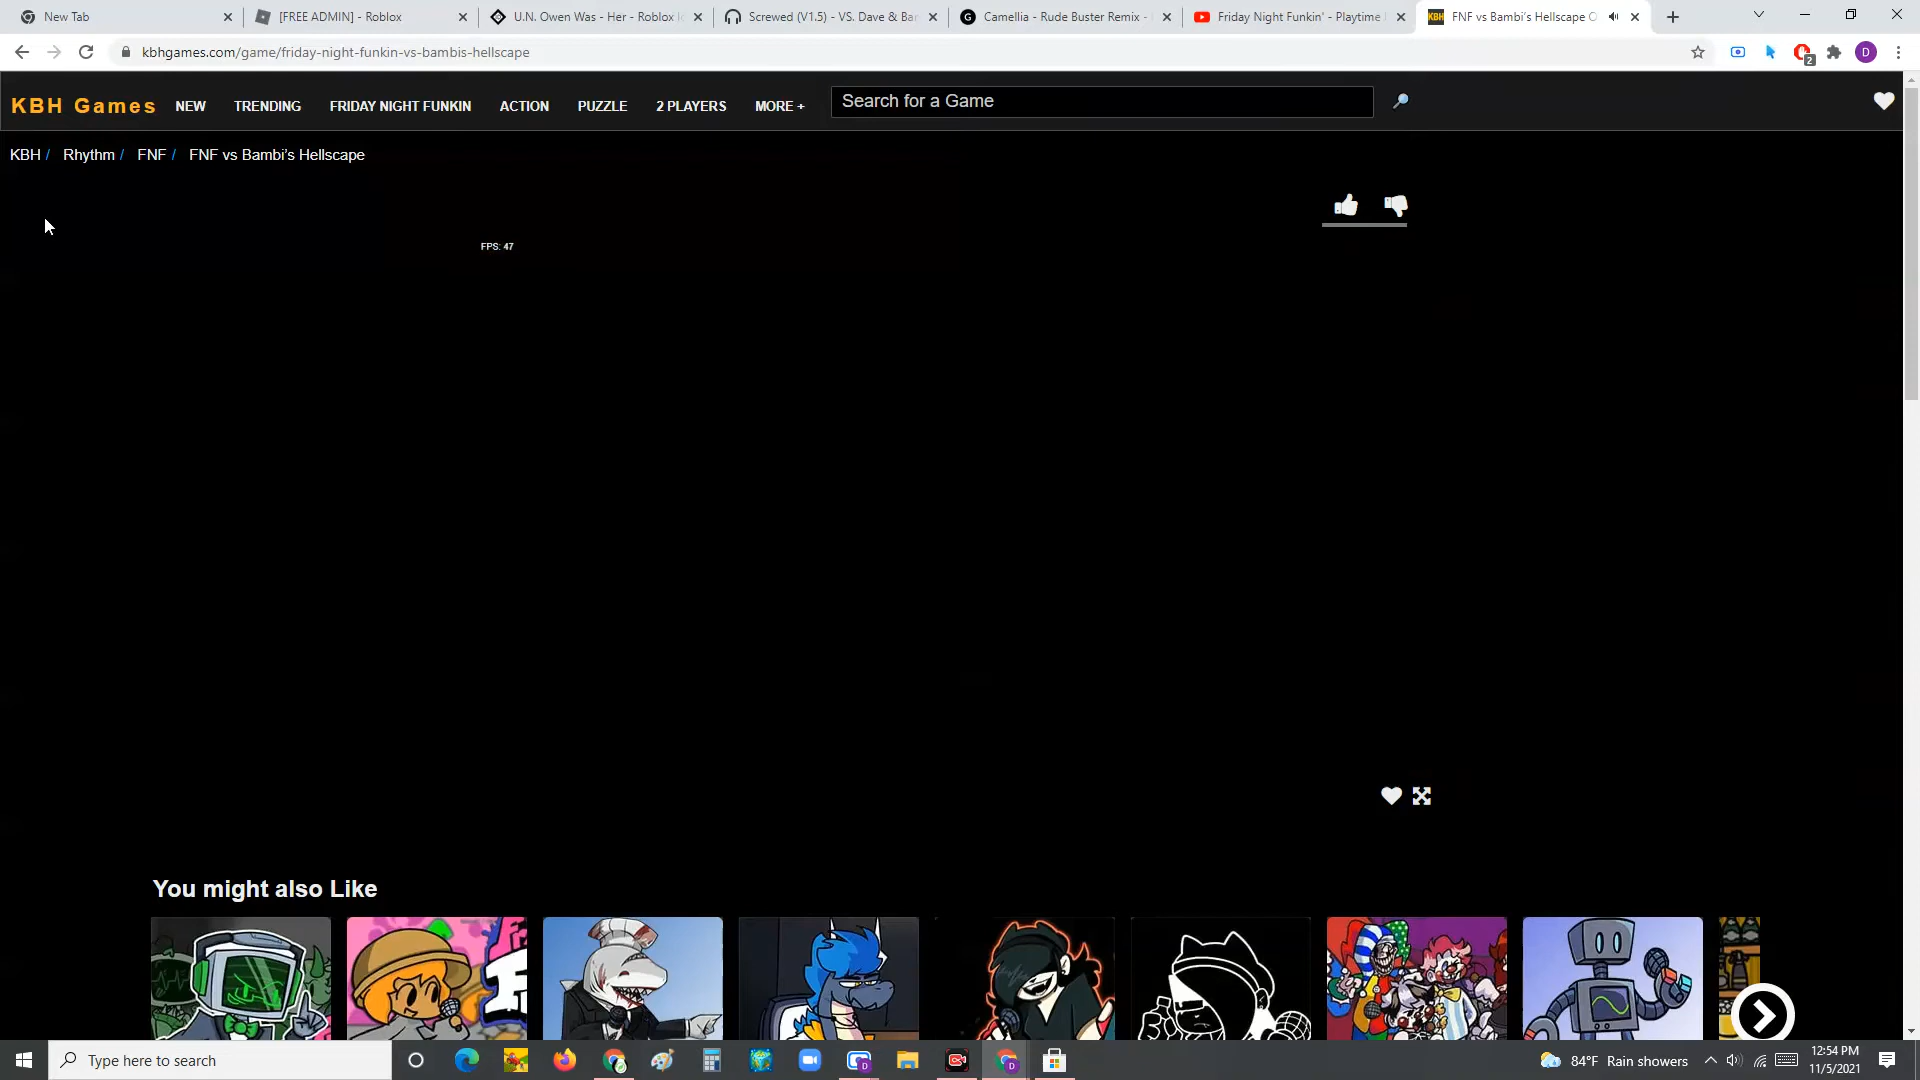 New Tab
[FREE ADMIN] - Roblox
U.N. Owen Was - Her - Roblox
Screwed (V1.5) - VS. Dave & Ba
Camellia - Rude Buster Remix -
Friday Night Funkin' - Playtime
KBH
FNF vs Bambi's Hellscape O
kbhgames.com/game/friday-night-funkin-vs-bambis-hellscape
2
D
KBH Games
NEW
TRENDING
FRIDAY NIGHT FUNKIN
ACTION
PUZZLE
2 PLAYERS
MORE +
Search for a Game
KBH / Rhythm / FNF / FNF vs Bambi's Hellscape
FPS: 47
You might also Like
Type here to search
D
D
84°F Rain showers
12:54 PM
11/5/2021